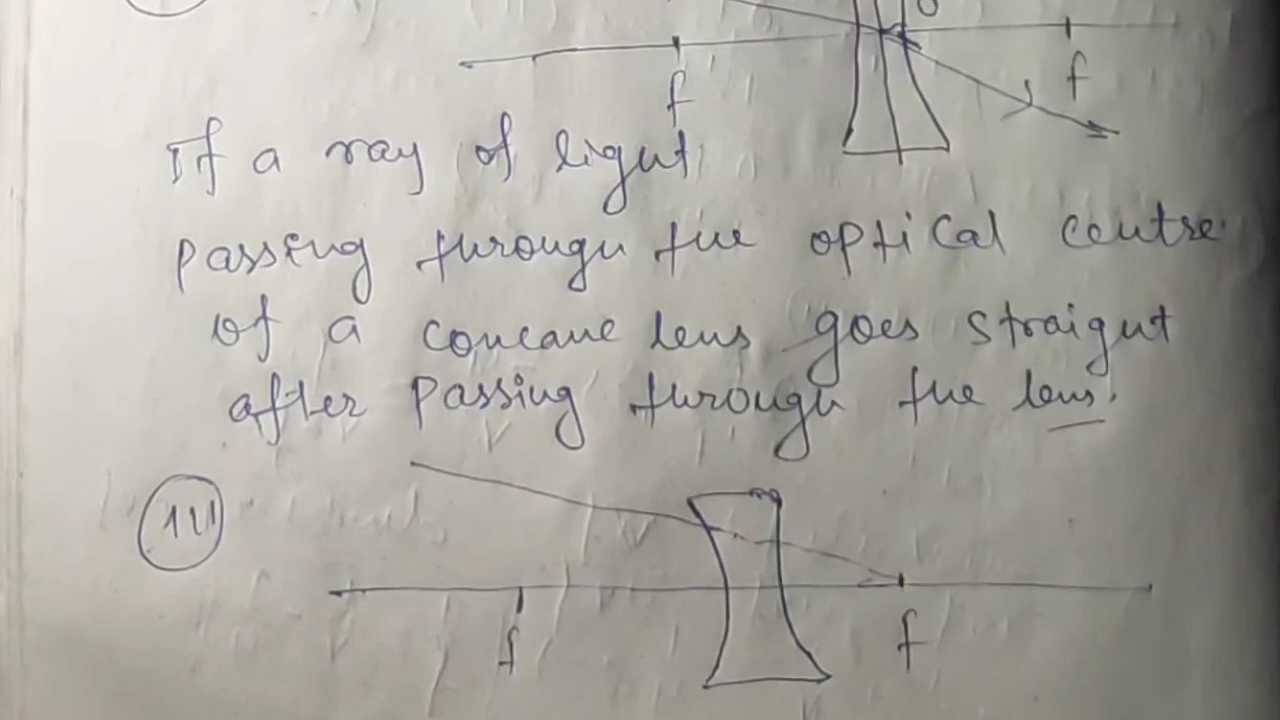 o
f
f
If a ray of light
passing through the optical centre
of a concave lens goes straight
after passing through the lens.
III
f
f